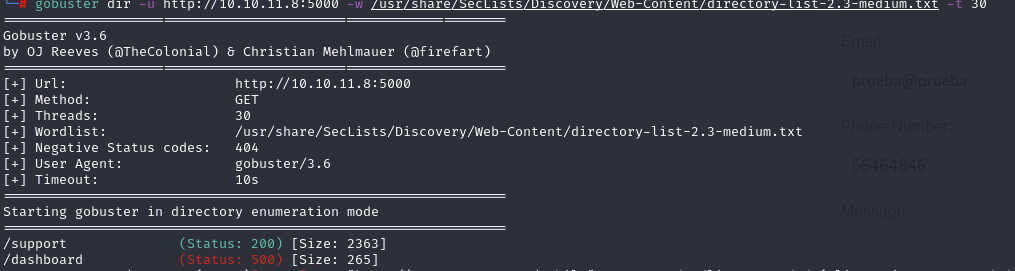 └─# gobuster dir -u http://10.10.11.8:5000 -w /usr/share/SecLists/Discovery/Web-Content/directory-list-2.3-medium.txt -t 30
Gobuster v3.6
by OJ Reeves (@TheColonial) & Christian Mehlmauer (@firefart)
[+] Url: http://10.10.11.8:5000
[+] Method: GET
[+] Threads: 30
[+] Wordlist: /usr/share/SecLists/Discovery/Web-Content/directory-list-2.3-medium.txt
[+] Negative Status codes: 404
[+] User Agent: gobuster/3.6
[+] Timeout: 10s
Starting gobuster in directory enumeration mode
/support (Status: 200) [Size: 2363]
/dashboard (Status: 500) [Size: 265]
Email:
prueba@prueba
Phone Number:
56464846
Message: